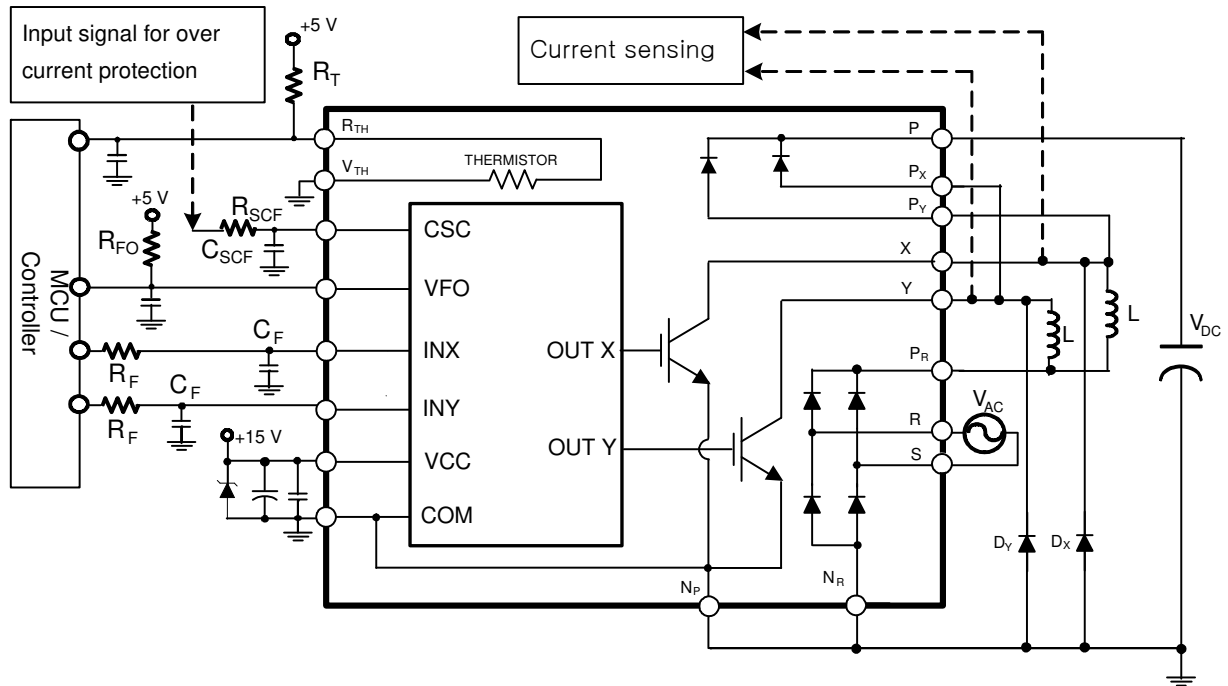 Input signal for over
current protection
+5 V
R_T
Current sensing
R_TH
V_TH
THERMISTOR
P
P_X
P_Y
X
Y
P_R
R
S
+5 V
R_FO
R_SCF
C_SCF
CSC
VFO
INX
INY
VCC
COM
OUT X
OUT Y
MCU /
Controller
R_F
C_F
R_F
C_F
+15 V
L
L
V_DC
V_AC
D_Y
D_X
N_P
N_R